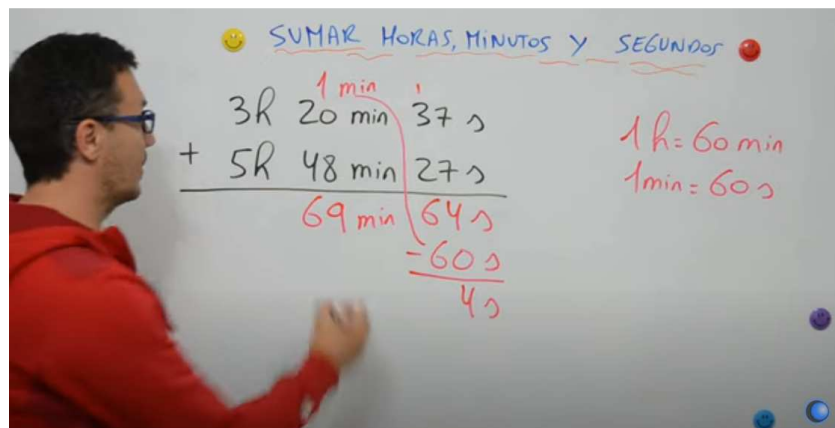 SUMAR HORAS, MINUTOS Y SEGUNDOS
1 min 1
3h 20 min 37 s
+ 5h 48 min 27 s
69 min 64 s
- 60 s
4 s
1 h = 60 min
1 min = 60 s